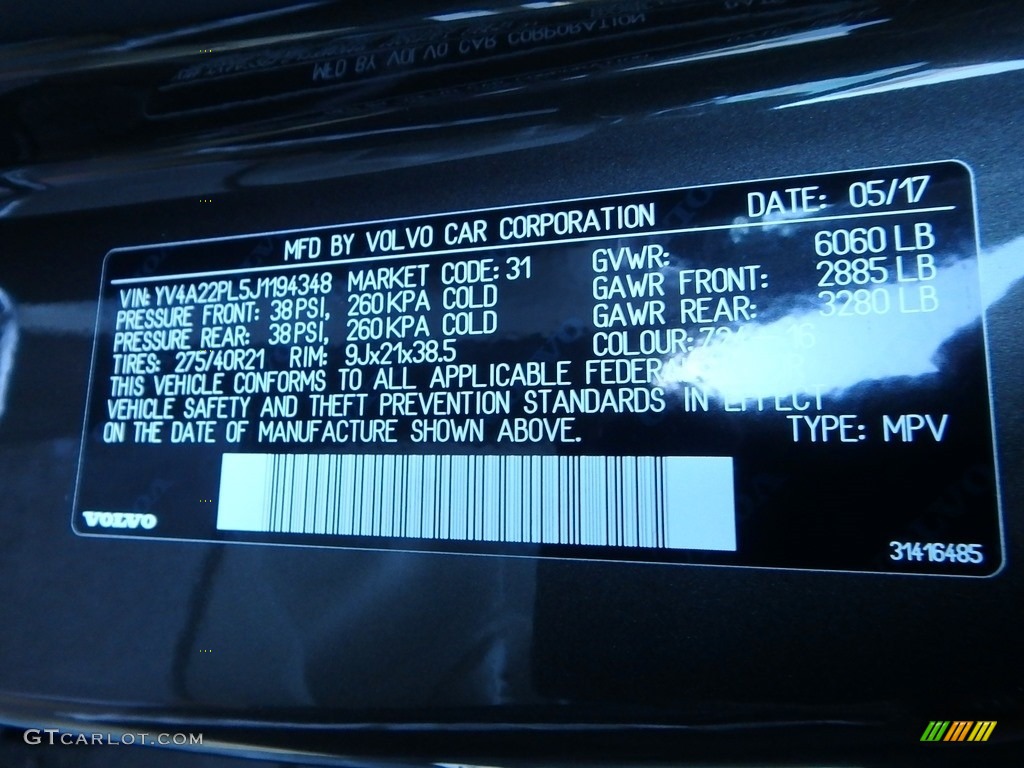 MFD BY VOLVO CAR CORPORATION DATE: 05/17
VIN: YV4A22PL5J1194348 MARKET CODE: 31 GVWR: 6060 LB
PRESSURE FRONT: 38 PSI, 260 KPA COLD GAWR FRONT: 2885 LB
PRESSURE REAR: 38 PSI, 260 KPA COLD GAWR REAR: 3280 LB
TIRES: 275/40R21 RIM: 9Jx21x38.5 COLOUR:
THIS VEHICLE CONFORMS TO ALL APPLICABLE FEDERAL
VEHICLE SAFETY AND THEFT PREVENTION STANDARDS IN EFFECT
ON THE DATE OF MANUFACTURE SHOWN ABOVE. TYPE: MPV
VOLVO
31416485
GTCARLOT.COM